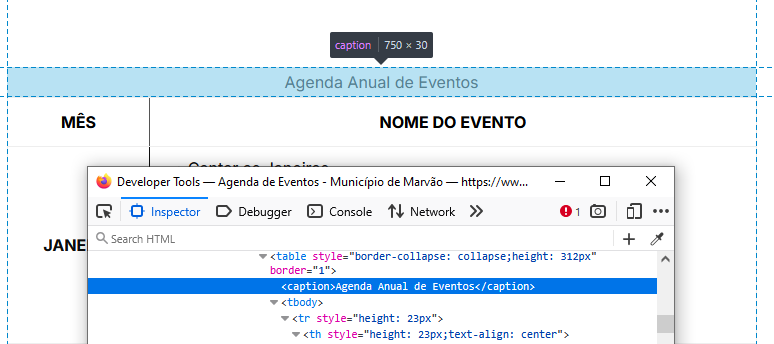 caption 750 × 30
Agenda Anual de Eventos
MÊS NOME DO EVENTO
JANE
Developer Tools — Agenda de Eventos - Município de Marvão — https://ww…
Inspector Debugger Console Network 1
Search HTML
<table style="border-collapse: collapse;height: 312px"
border="1">
<caption>Agenda Anual de Eventos</caption>
<tbody>
<tr style="height: 23px">
<th style="height: 23px;text-align: center">